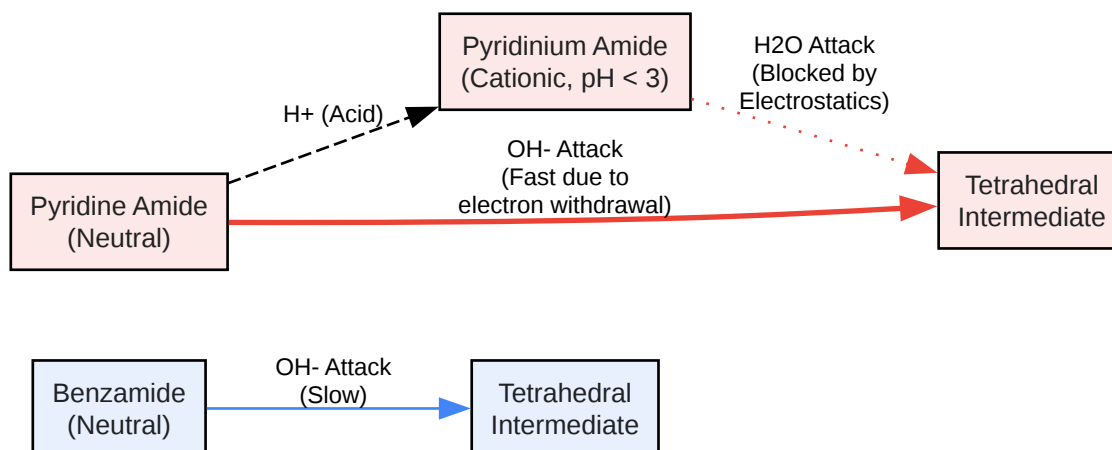 Pyridinium Amide
(Cationic, pH < 3)
H2O Attack
(Blocked by
Electrostatics)
H+ (Acid)
OH- Attack
(Fast due to
electron withdrawal)
Pyridine Amide
(Neutral)
Tetrahedral
Intermediate
Benzamide
(Neutral)
OH- Attack
(Slow)
Tetrahedral
Intermediate